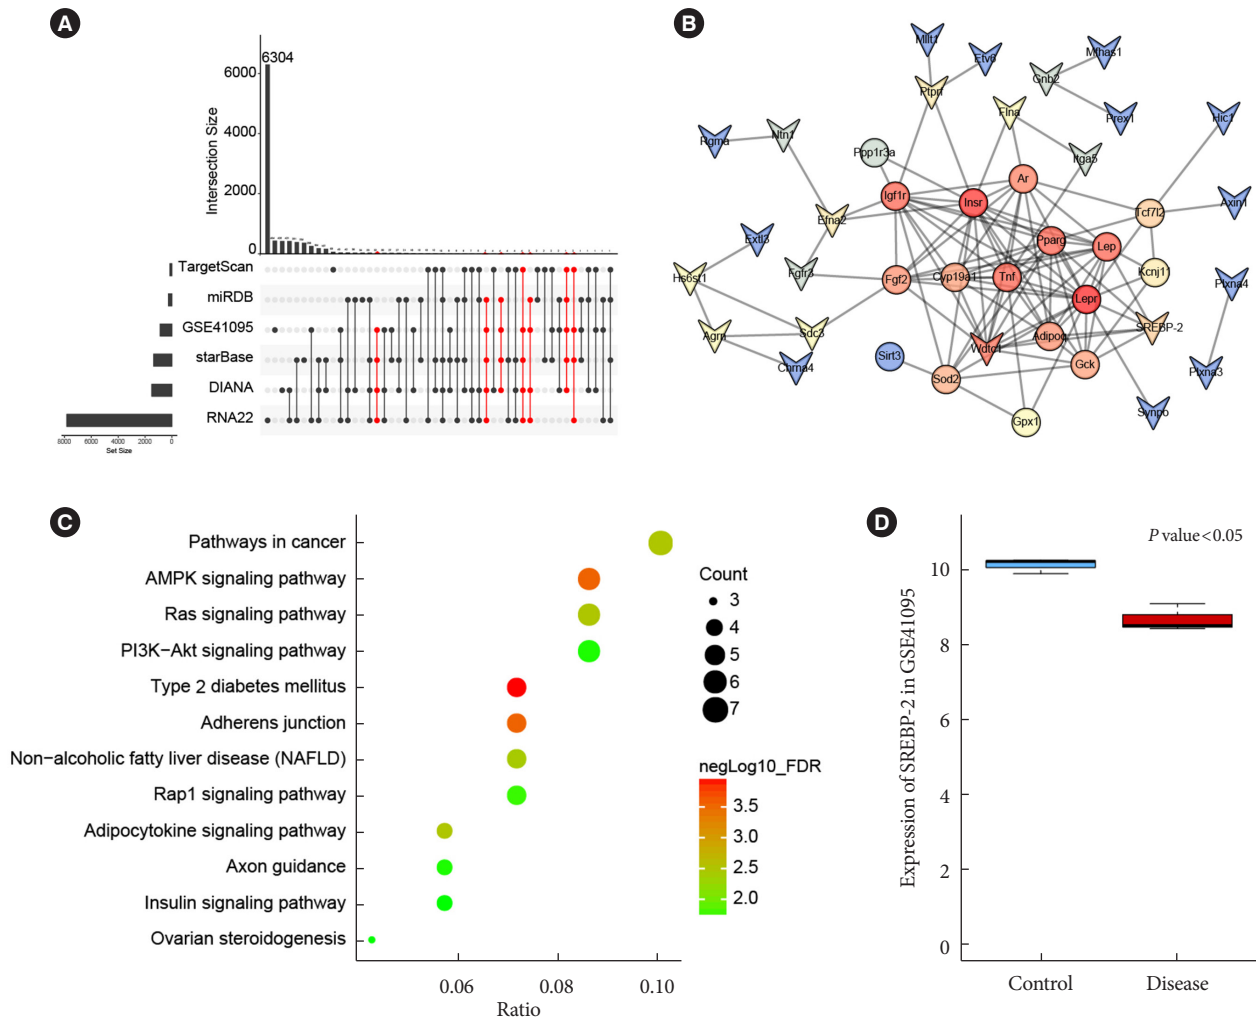 A
6304
6000
4000
2000
0
Intersection Size
TargetScan
miRDB
GSE41095
starBase
DIANA
RNA22
8000 6000 4000 2000 0
Set Size
B
Mllt1
Etv6
Mfhas1
Ptprf
Gnb2
Flna
Prex1
Hic1
Rgma
Ntn1
Ppp1r3a
Itga5
Ar
Igf1r
Insr
Axin1
Tcf7l2
Efna2
Extl3
Pparg
Lep
Hs6st1
Fgfr3
Fgf2
Cyp19a1
Tnf
Kcnj11
Plxna4
Lepr
Agrn
Sdc3
SREBP-2
Adipoq
Wdtc1
Sirt3
Chrna4
Gck
Plxna3
Sod2
Synpo
Gpx1
C
Pathways in cancer
AMPK signaling pathway
Ras signaling pathway
PI3K−Akt signaling pathway
Type 2 diabetes mellitus
Adherens junction
Non−alcoholic fatty liver disease (NAFLD)
Rap1 signaling pathway
Adipocytokine signaling pathway
Axon guidance
Insulin signaling pathway
Ovarian steroidogenesis
0.06 0.08 0.10
Ratio
Count
3
4
5
6
7
negLog10_FDR
3.5
3.0
2.5
2.0
D
P value<0.05
10
8
6
4
2
0
Expression of SREBP-2 in GSE41095
Control Disease